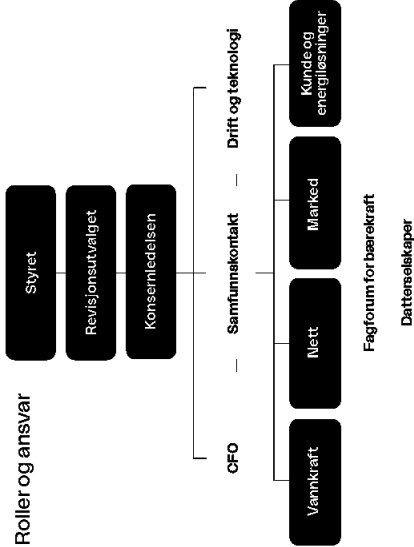 Roller og ansvar
Styret
Revisjonsutvalget
Konsernledelsen
CFO — Samfunnskontakt — Drift og teknologi
Vannkraft
Nett
Marked
Kunde og
energiløsninger
Fagforum for bærekraft
Datterselskaper